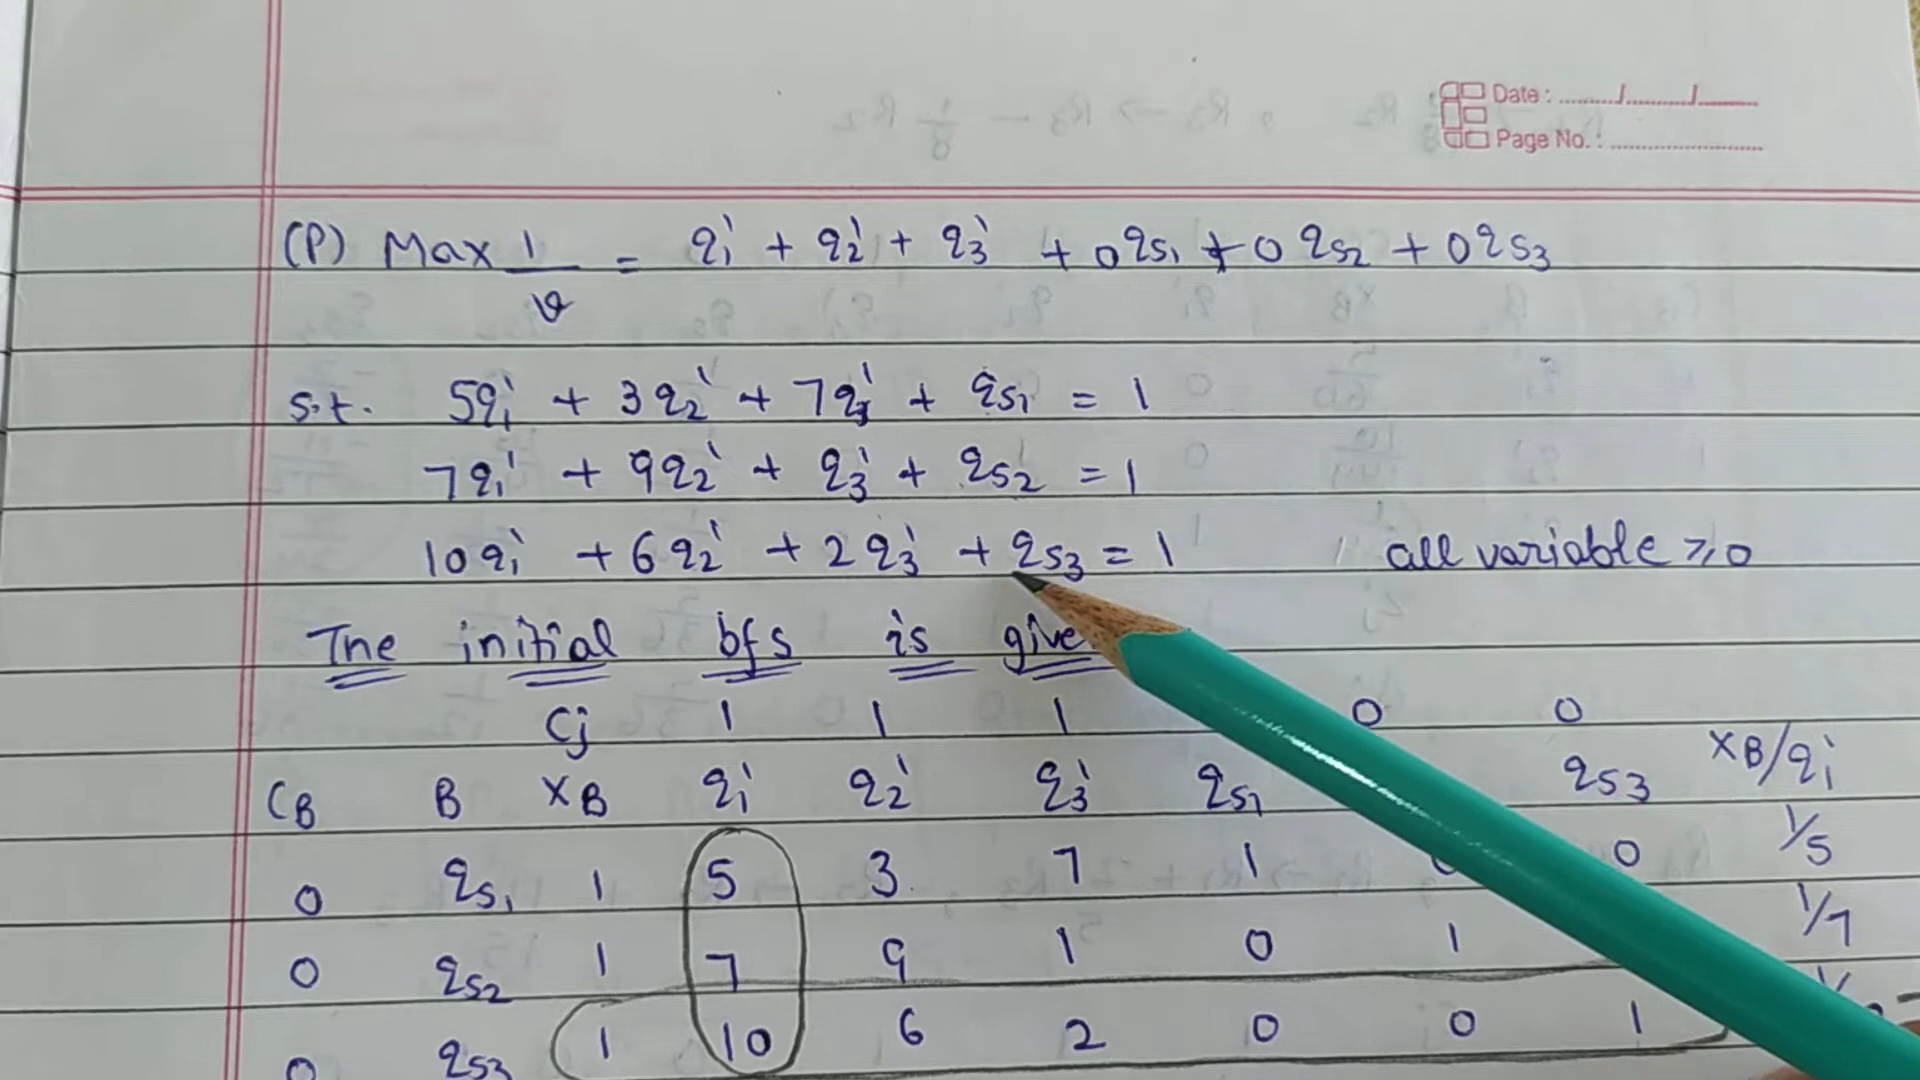 Date : ......../........../.........
Page No. : ..........................
(P) Max 1/v = q1' + q2' + q3' + 0qs1 + 0qs2 + 0qs3
s.t. 5q1' + 3q2' + 7q3' + qs1 = 1
7q1' + 9q2' + q3' + qs2 = 1
10q1' + 6q2' + 2q3' + qs3 = 1 all variable ≥ 0
The initial bfs is give
Cj 1 1 1 0 0
CB B XB q1' q2' q3' qs1 qs3 XB/q1'
0 qs1 1 5 3 7 1 0 1/5
0 qs2 1 7 9 1 0 1 1/7
0 qs3 1 10 6 2 0 0 1